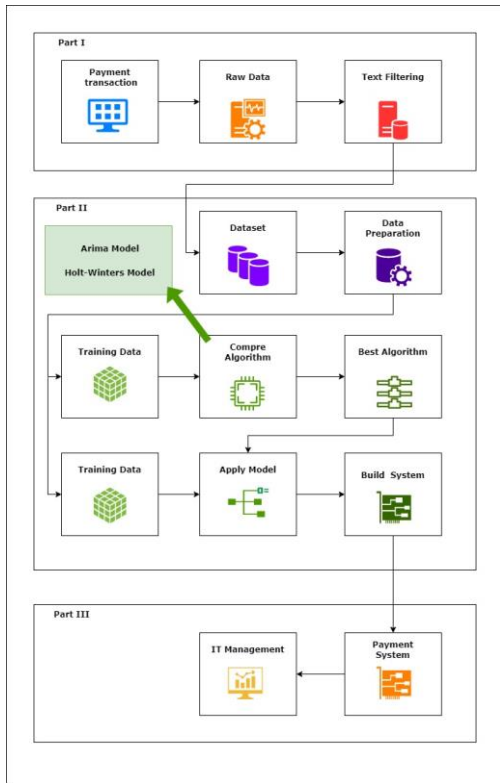 Part I
Payment
transaction
Raw Data
Text Filtering
Part II
Arima Model
Holt-Winters Model
Dataset
Data
Preparation
Training Data
Compre
Algorithm
Best Algorithm
Training Data
Apply Model
Build System
Part III
IT Management
Payment
System